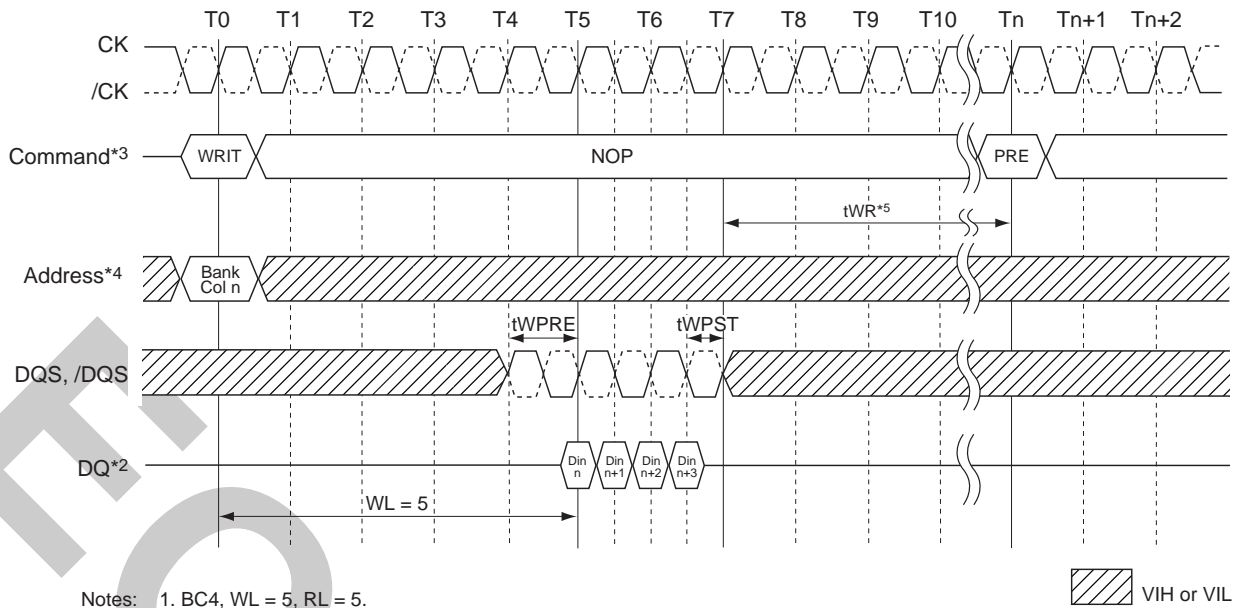 T0 T1 T2 T3 T4 T5 T6 T7 T8 T9 T10 Tn Tn+1 Tn+2
CK
/CK
Command*3 WRIT NOP PRE
tWR*5
Address*4 Bank Col n
tWPRE tWPST
DQS, /DQS
DQ*2 Din n Din n+1 Din n+2 Din n+3
WL = 5
VIH or VIL
Notes: 1. BC4, WL = 5, RL = 5.